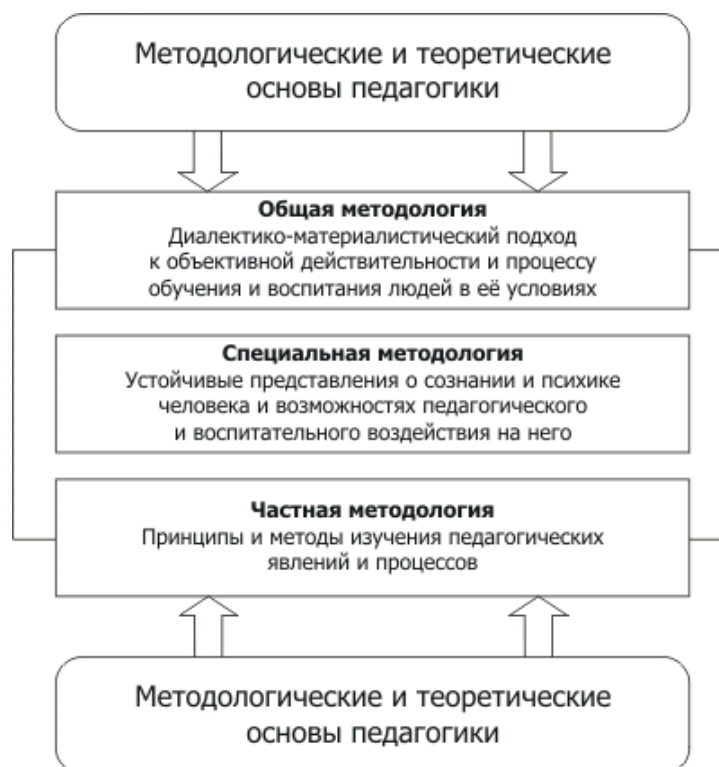 Методологические и теоретические
основы педагогики
Общая методология
Диалектико-материалистический подход
к объективной действительности и процессу
обучения и воспитания людей в её условиях
Специальная методология
Устойчивые представления о сознании и психике
человека и возможностях педагогического
и воспитательного воздействия на него
Частная методология
Принципы и методы изучения педагогических
явлений и процессов
Методологические и теоретические
основы педагогики